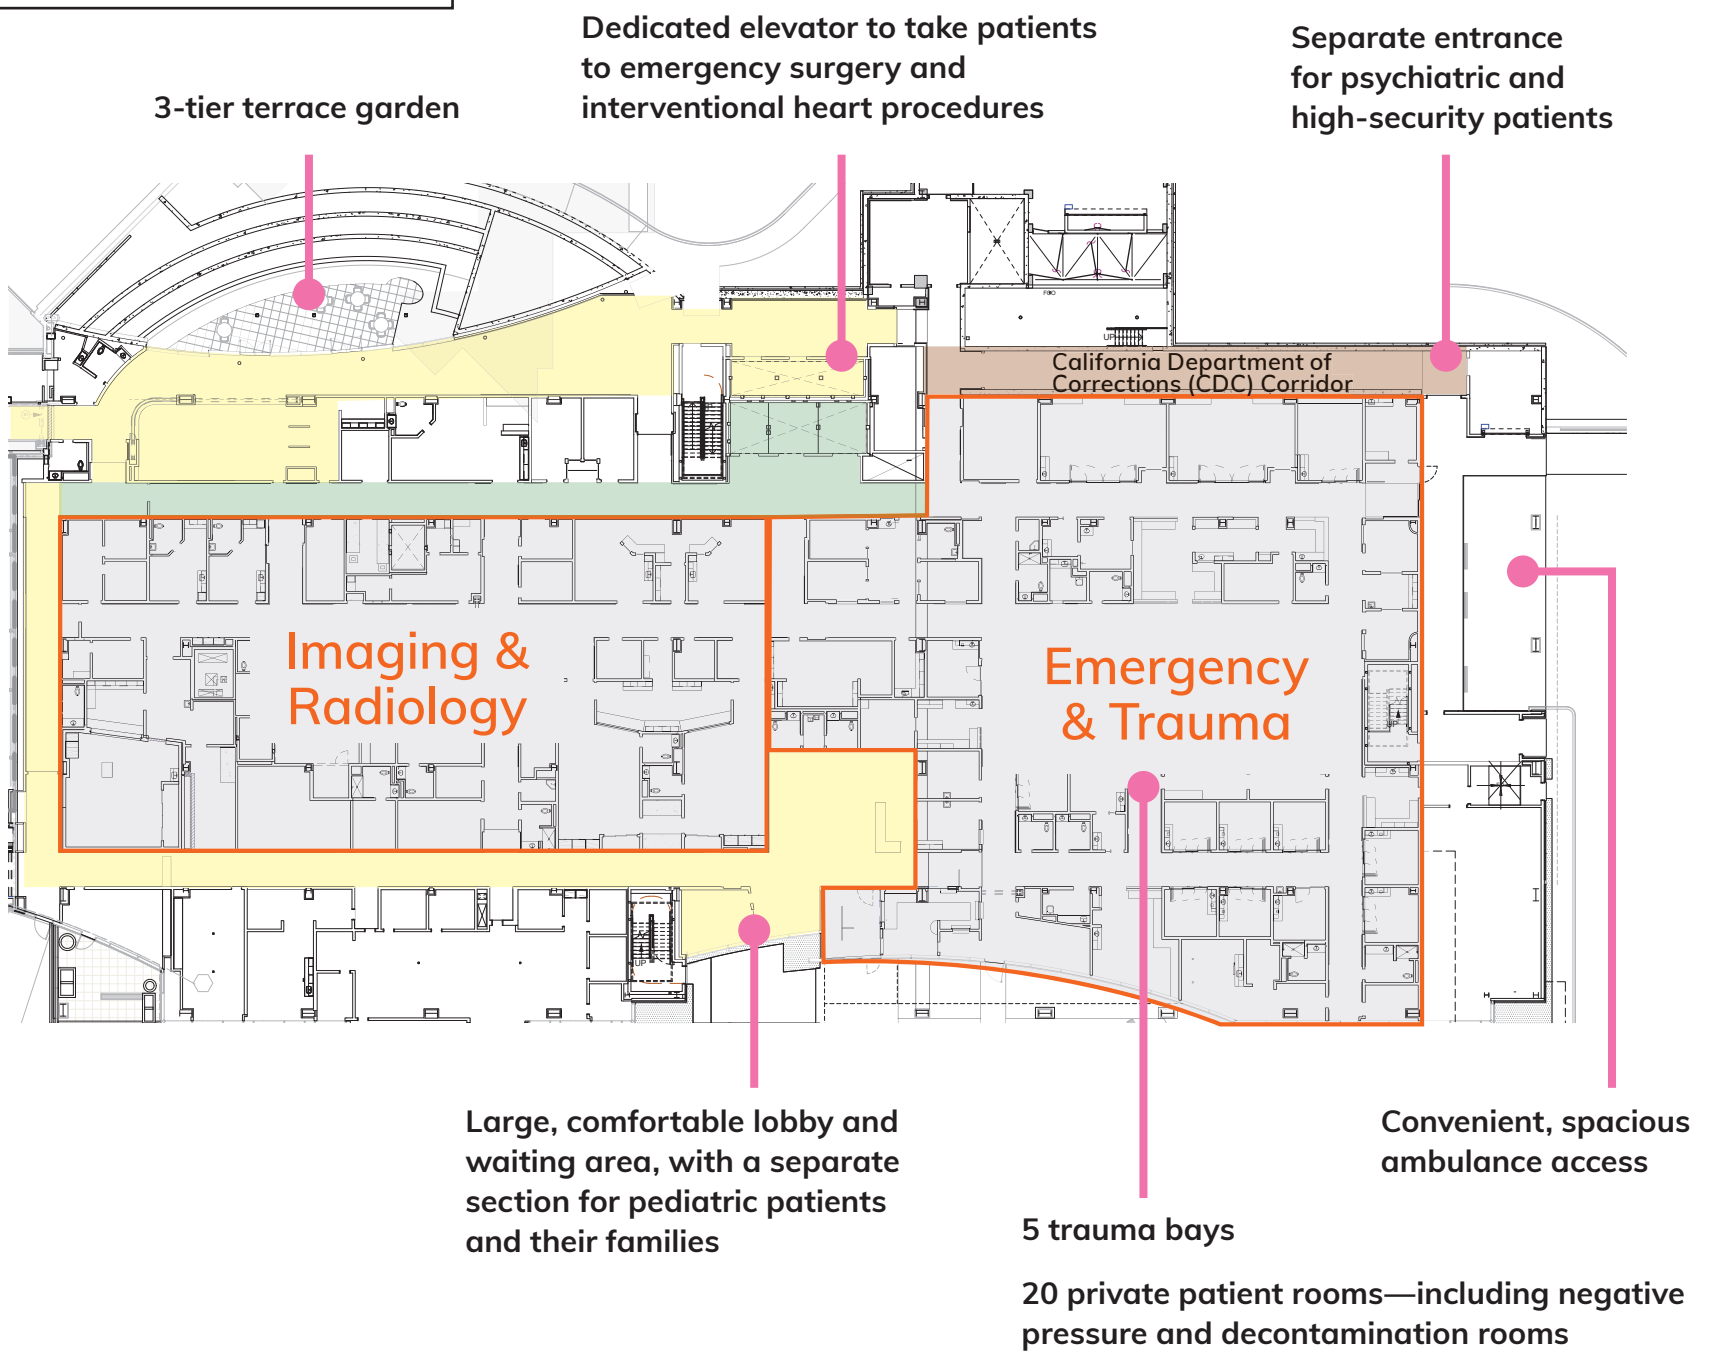 Dedicated elevator to take patients
to emergency surgery and
interventional heart procedures
Separate entrance
for psychiatric and
high-security patients
3-tier terrace garden
UP
California Department of
Corrections (CDC) Corridor
Imaging &
Radiology
Emergency
& Trauma
UP
Large, comfortable lobby and
waiting area, with a separate
section for pediatric patients
and their families
Convenient, spacious
ambulance access
5 trauma bays
20 private patient rooms—including negative
pressure and decontamination rooms